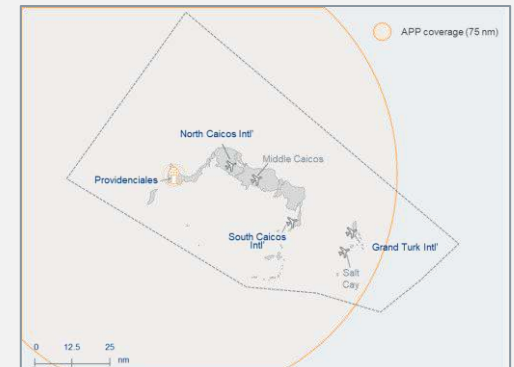 APP coverage (75 nm)
North Caicos Intl'
Middle Caicos
Providenciales
South Caicos
Intl'
Grand Turk Intl'
Salt
Cay
0 12.5 25
nm